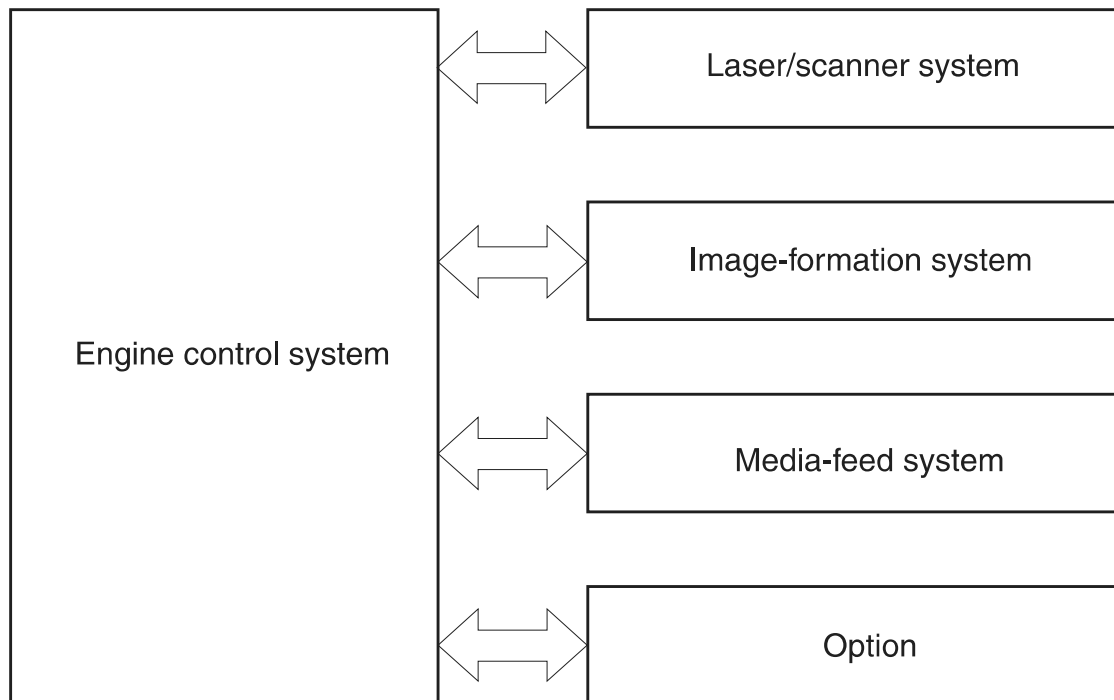 Laser/scanner system
Image-formation system
Engine control system
Media-feed system
Option